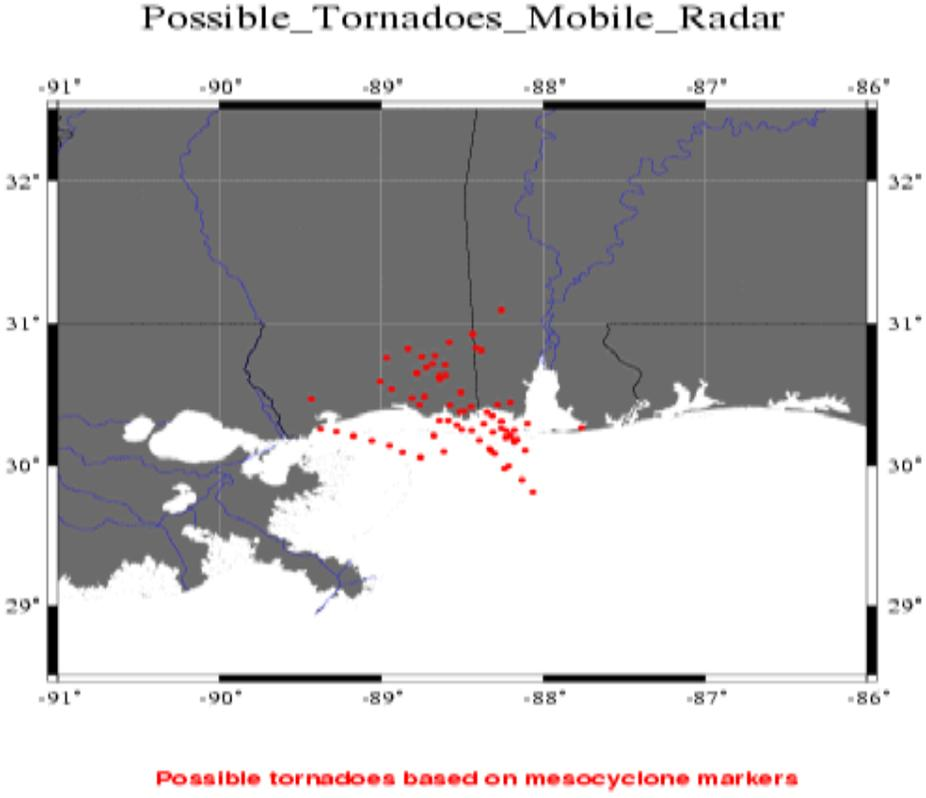 Possible_Tornadoes_Mobile_Radar
-91° -90° -89° -88° -87° -86°
32° 32°
31° 31°
30° 30°
29° 29°
-91° -90° -89° -88° -87° -86°
Possible tornadoes based on mesocyclone markers